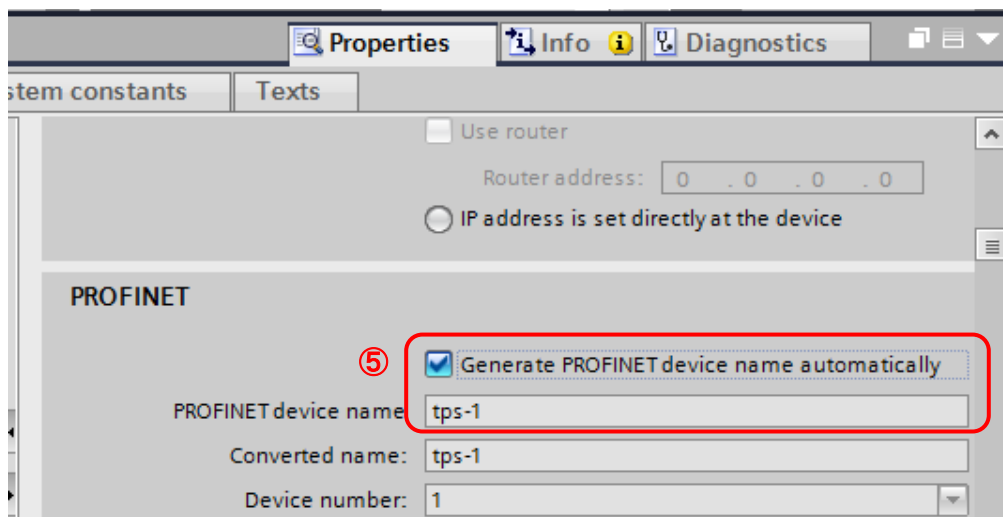 Properties Info Diagnostics
stem constants Texts
Use router
Router address: 0 . 0 . 0 . 0
IP address is set directly at the device
PROFINET
⑤ Generate PROFINET device name automatically
PROFINET device name tps-1
Converted name: tps-1
Device number: 1